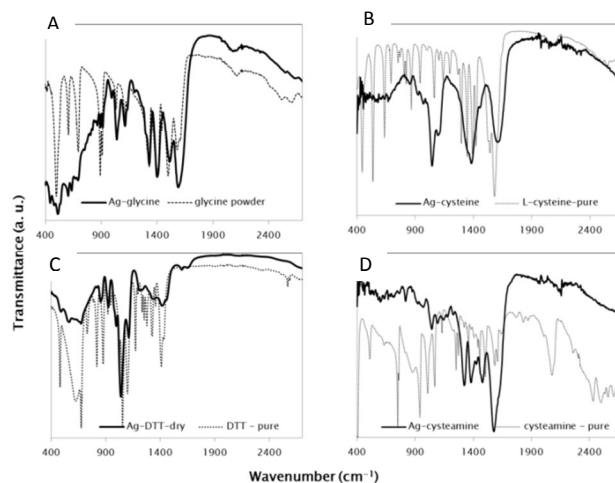 A
B
Ag-glycine
glycine powder
Ag-cysteine
L-cysteine-pure
400 900 1400 1900 2400
400 900 1400 1900 2400
Transmittance (a. u.)
C
D
Ag-DTT-dry
DTT - pure
Ag-cysteamine
cysteamine - pure
400 900 1400 1900 2400
400 900 1400 1900 2400
Wavenumber (cm⁻¹)